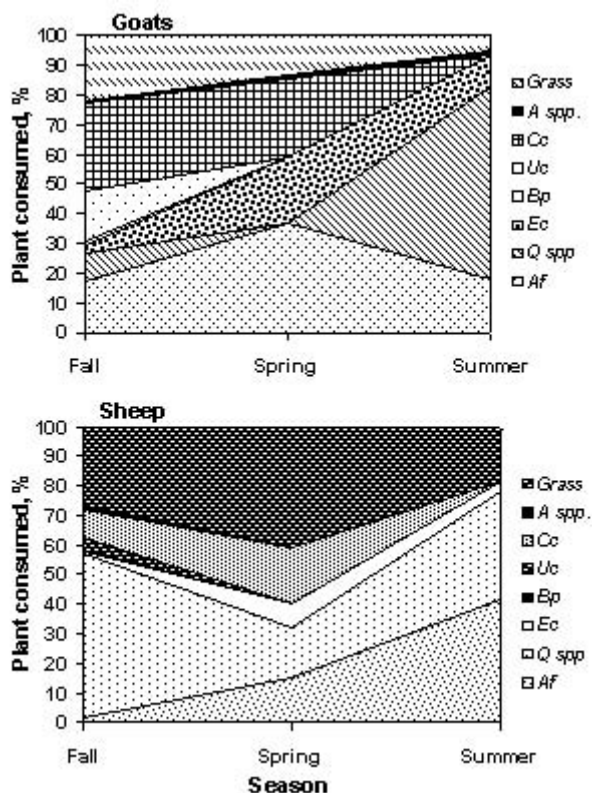 Goats
100
90
80
70
60
50
40
30
20
10
0
Plant consumed, %
Fall Spring Summer
Grass
A spp.
Cc
Uc
Bp
Ec
Q spp
Af
Sheep
100
90
80
70
60
50
40
30
20
10
0
Plant consumed, %
Fall Spring Summer
Season
Grass
A spp.
Cc
Uc
Bp
Ec
Q spp
Af